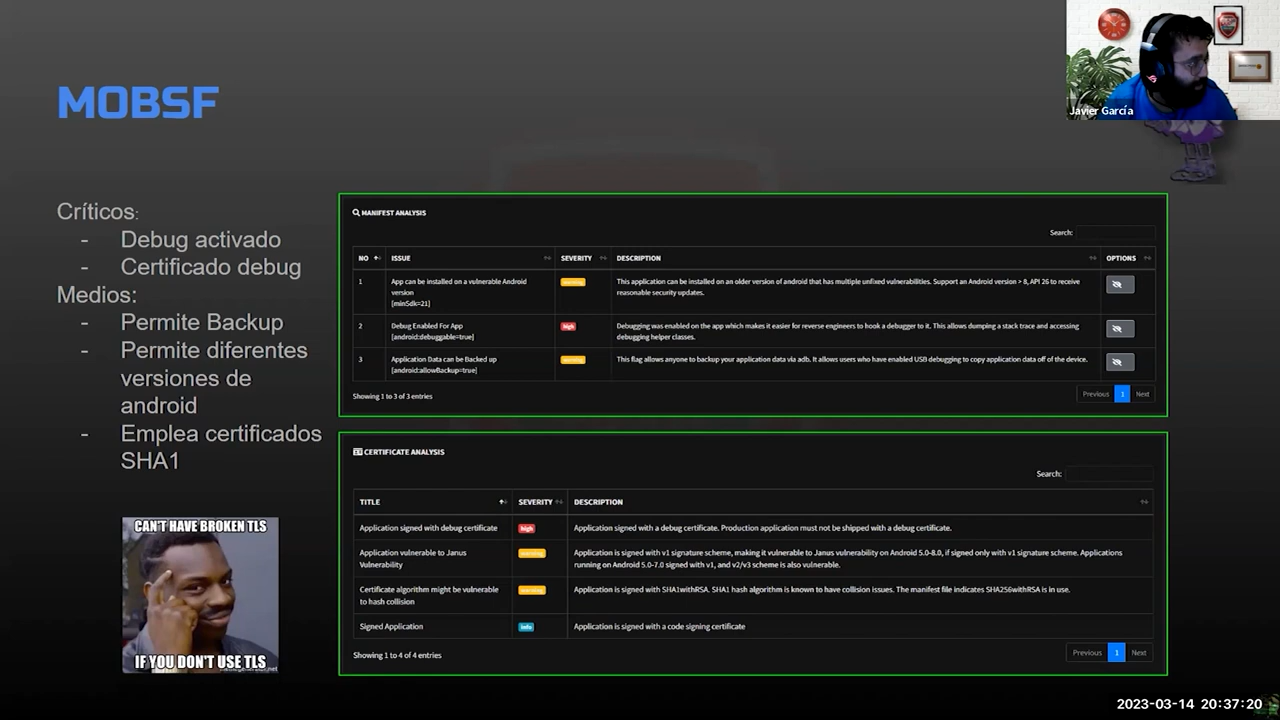 Javier García
MOBSF
Críticos:
- Debug activado
- Certificado debug
Medios:
- Permite Backup
- Permite diferentes
versiones de
android
- Emplea certificados
SHA1
MANIFEST ANALYSIS
Search:
NO ISSUE SEVERITY DESCRIPTION OPTIONS
1 App can be installed on a vulnerable Android
version
[minSdk=21]
warning
This application can be installed on an older version of android that has multiple unfixed vulnerabilities. Support an Android version > 8, API 26 to receive
reasonable security updates.
2 Debug Enabled For App
[android:debuggable=true]
high
Debugging was enabled on the app which makes it easier for reverse engineers to hook a debugger to it. This allows dumping a stack trace and accessing
debugging helper classes.
3 Application Data can be Backed up
[android:allowBackup=true]
warning
This flag allows anyone to backup your application data via adb. It allows users who have enabled USB debugging to copy application data off of the device.
Showing 1 to 3 of 3 entries
Previous 1 Next
CERTIFICATE ANALYSIS
Search:
TITLE SEVERITY DESCRIPTION
Application signed with debug certificate
high
Application signed with a debug certificate. Production application must not be shipped with a debug certificate.
Application vulnerable to Janus
Vulnerability
warning
Application is signed with v1 signature scheme, making it vulnerable to Janus vulnerability on Android 5.0-8.0, if signed only with v1 signature scheme. Applications
running on Android 5.0-7.0 signed with v1, and v2/v3 scheme is also vulnerable.
Certificate algorithm might be vulnerable
to hash collision
warning
Application is signed with SHA1withRSA. SHA1 hash algorithm is known to have collision issues. The manifest file indicates SHA256withRSA is in use.
Signed Application
info
Application is signed with a code signing certificate
Showing 1 to 4 of 4 entries
Previous 1 Next
CAN'T HAVE BROKEN TLS
IF YOU DON'T USE TLS
2023-03-14 20:37:20